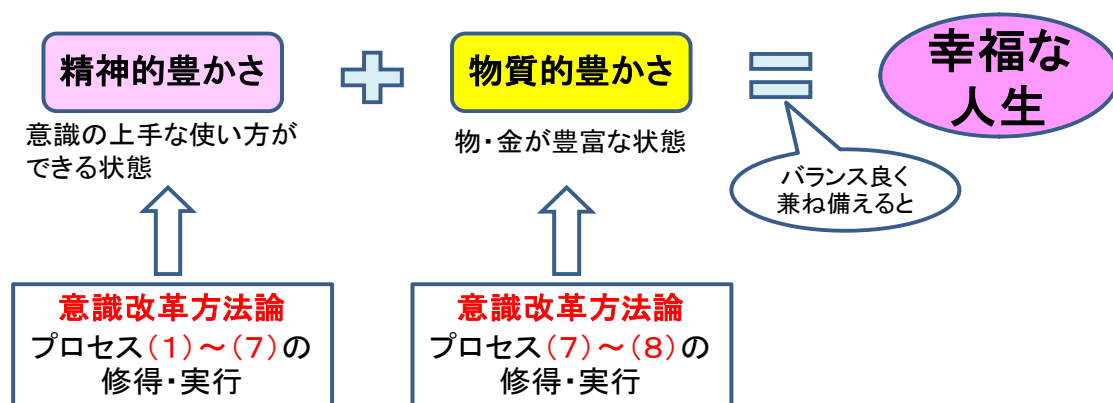 精神的豊かさ
物質的豊かさ
幸福な
人生
意識の上手な使い方が
できる状態
物・金が豊富な状態
バランス良く
兼ね備えると
意識改革方法論
プロセス(1)～(7)の
修得・実行
意識改革方法論
プロセス(7)～(8)の
修得・実行